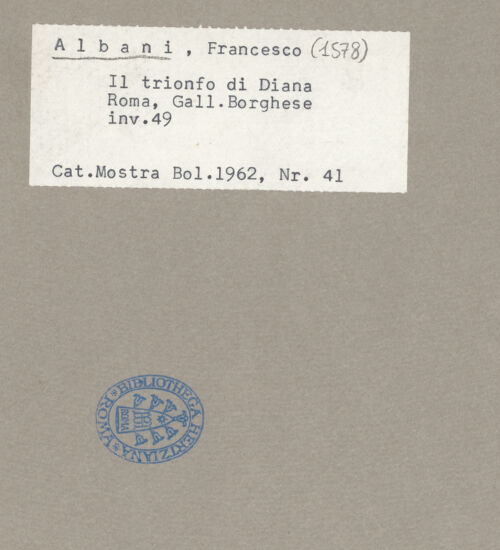 Albani, Francesco (1578)
Il trionfo di Diana
Roma, Gall.Borghese
inv.49
Cat.Mostra Bol.1962, Nr. 41
BIBLIOTHECA HERTZIANA * ROMA *
ROMA